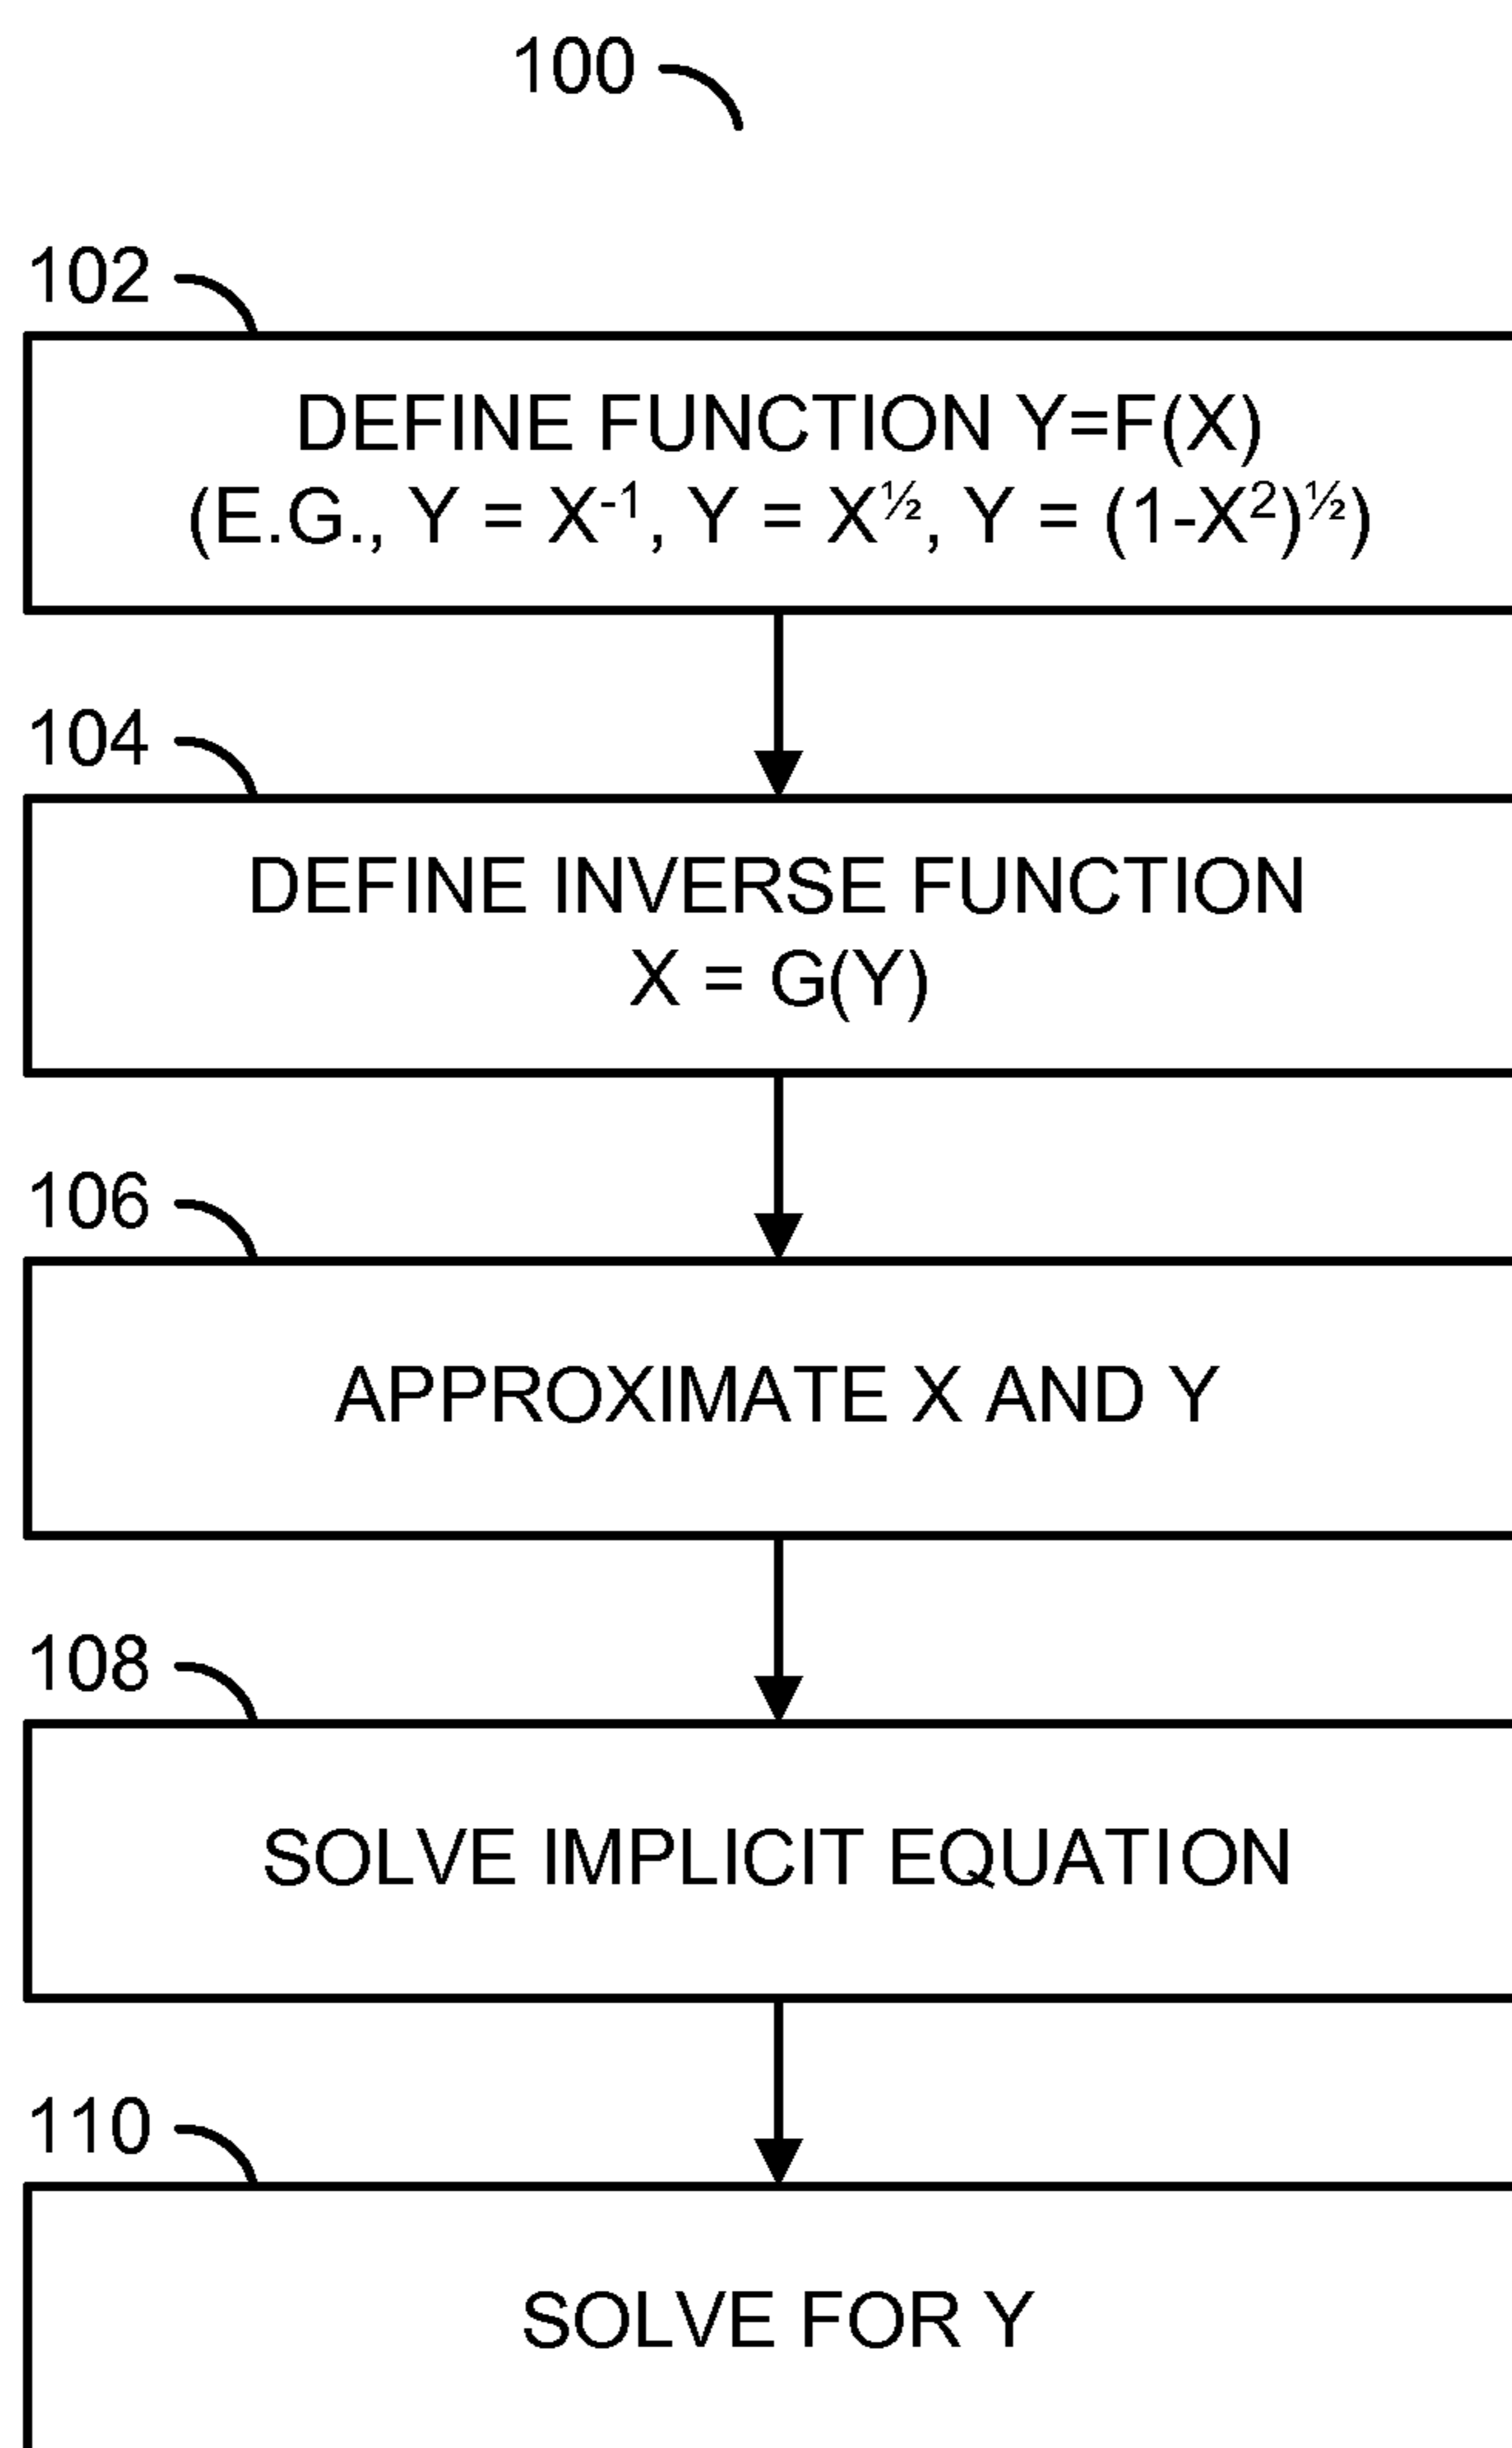 100
102
DEFINE FUNCTION Y=F(X)
(E.G., Y = X⁻¹, Y = X^½, Y = (1-X²)^½)
104
DEFINE INVERSE FUNCTION
X = G(Y)
106
APPROXIMATE X AND Y
108
SOLVE IMPLICIT EQUATION
110
SOLVE FOR Y